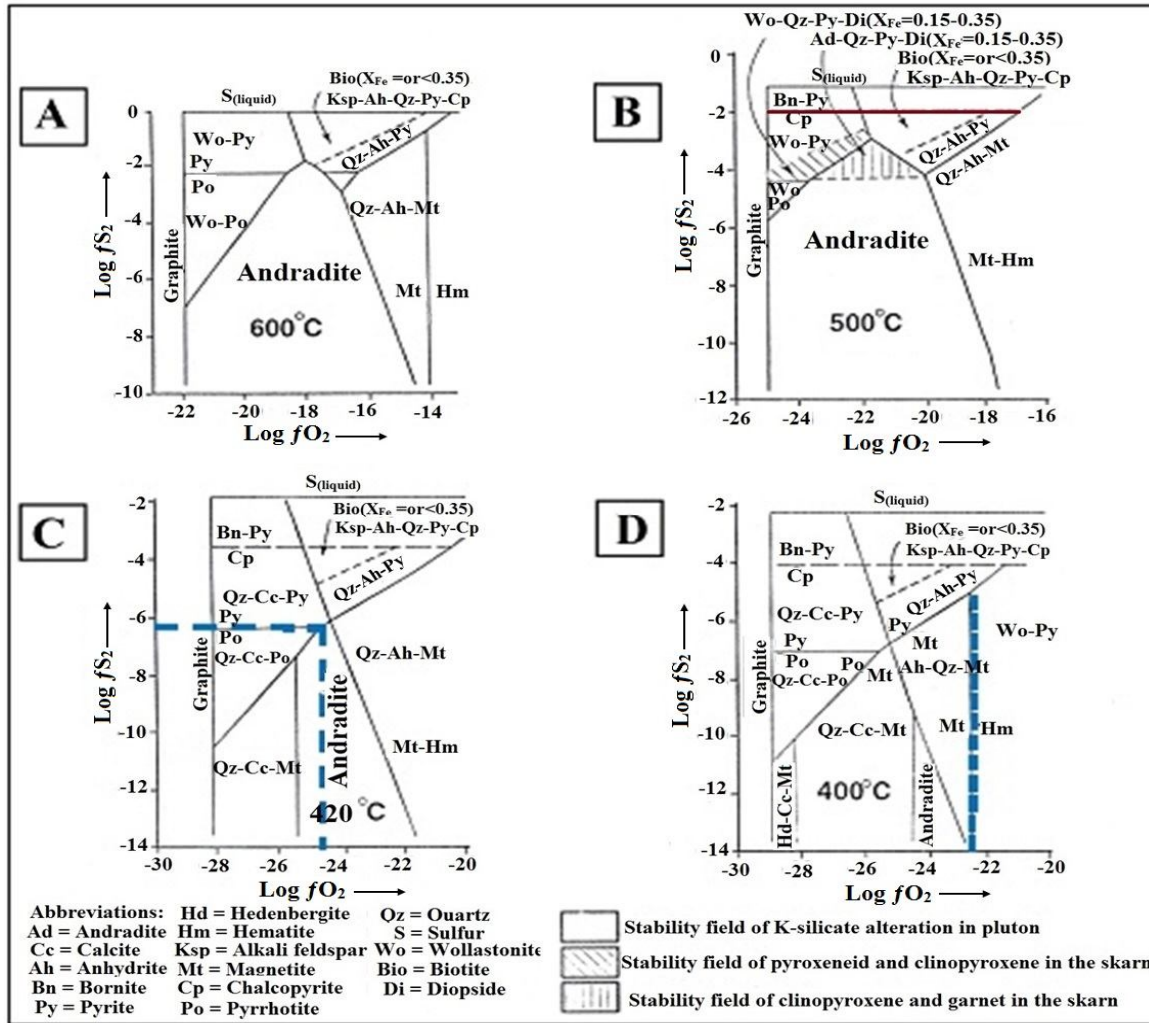 Wo-Qz-Py-Di(XFe=0.15-0.35)
Ad-Qz-Py-Di(XFe=0.15-0.35)
A
Bio(XFe =or<0.35)
S(liquid)
Ksp-Ah-Qz-Py-Cp
0
Wo-Py
Qz-Ah-Py
-2
Py
Po
Qz-Ah-Mt
Wo-Po
-4
Log fS2
Andradite
-6
Graphite
Mt
Hm
600°C
-8
-10
-22
-20
-18
-16
-14
Log fO2
B
Bio(XFe=or<0.35)
S(liquid)
Ksp-Ah-Qz-Py-Cp
0
Bn-Py
-2
Cp
Wo-Py
Qz-Ah-Py
Qz-Ah-Mt
-4
Wo
Po
-6
Log fS2
Graphite
Andradite
Mt-Hm
-8
500°C
-10
-12
-26
-24
-22
-20
-18
-16
Log fO2
C
S(liquid)
Bio(XFe =or<0.35)
Ksp-Ah-Qz-Py-Cp
-2
Bn-Py
Cp
-4
Qz-Ah-Py
Qz-Cc-Py
Py
-6
Po
Qz-Cc-Po
Qz-Ah-Mt
-8
Log fS2
Graphite
Andradite
-10
Qz-Cc-Mt
Mt-Hm
-12
420 °C
-14
-30
-28
-26
-24
-22
-20
Log fO2
D
S(liquid)
Bio(XFe =or<0.35)
Ksp-Ah-Qz-Py-Cp
-2
Bn-Py
-4
Cp
Qz-Ah-Py
Qz-Cc-Py
Py
Wo-Py
-6
Py
Mt
Po
Po
Ah-Qz-Mt
Qz-Cc-Po
Mt
-8
Log fS2
Graphite
Qz-Cc-Mt
Mt
Hm
-10
Hd-Cc-Mt
400°C
Andradite
-12
-14
-30
-28
-26
-24
-22
-20
Log fO2
Abbreviations: Hd = Hedenbergite Qz = Ouartz
Ad = Andradite Hm = Hematite S = Sulfur
Cc = Calcite Ksp = Alkali feldspar Wo = Wollastonite
Ah = Anhydrite Mt = Magnetite Bio = Biotite
Bn = Bornite Cp = Chalcopyrite Di = Diopside
Py = Pyrite Po = Pyrrhotite
Stability field of K-silicate alteration in pluton
Stability field of pyroxeneid and clinopyroxene in the skarn
Stability field of clinopyroxene and garnet in the skarn